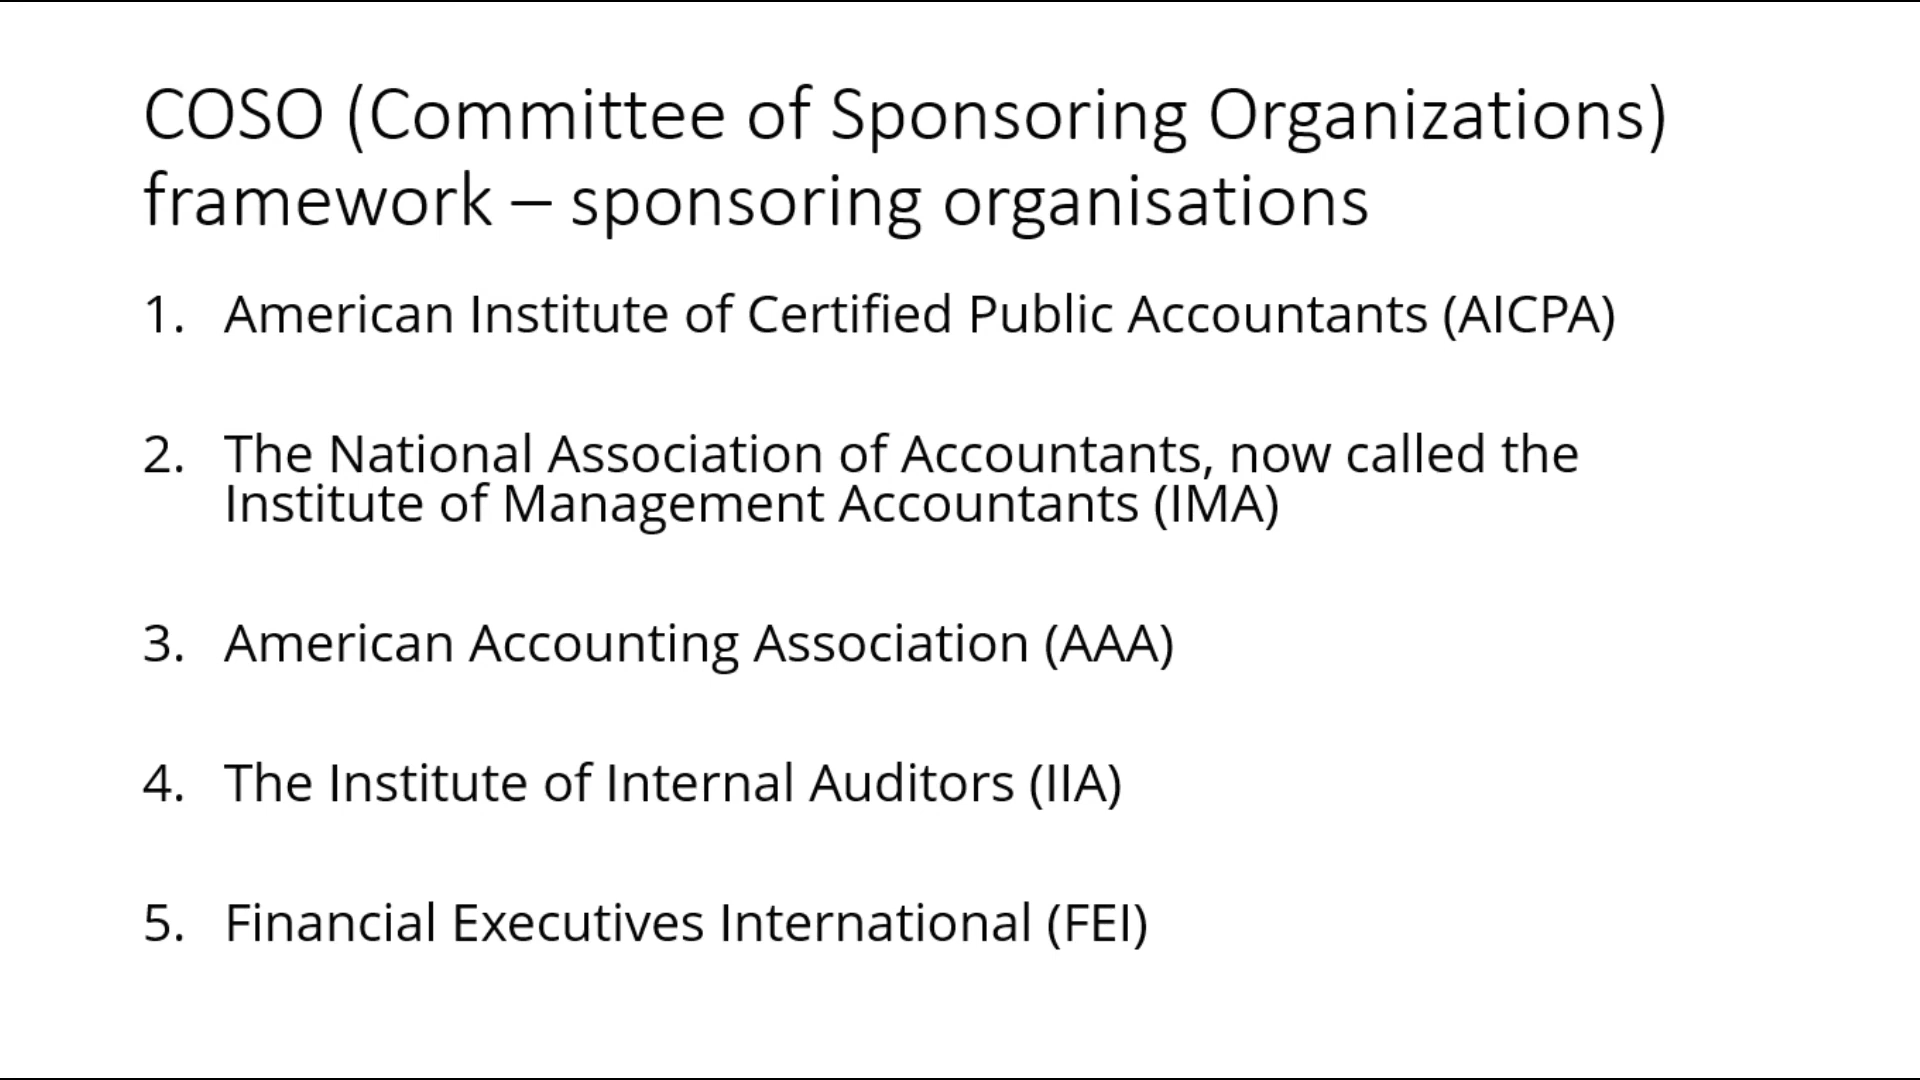 COSO (Committee of Sponsoring Organizations)
framework – sponsoring organisations
1. American Institute of Certified Public Accountants (AICPA)
2. The National Association of Accountants, now called the
Institute of Management Accountants (IMA)
3. American Accounting Association (AAA)
4. The Institute of Internal Auditors (IIA)
5. Financial Executives International (FEI)